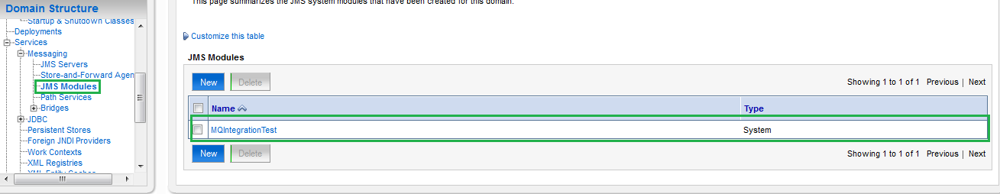 Domain Structure
Startup & Shutdown Classes
Deployments
Services
Messaging
JMS Servers
Store-and-Forward Agen
JMS Modules
Path Services
Bridges
JDBC
Persistent Stores
Foreign JNDI Providers
Work Contexts
XML Registries
XML Entity Caches
This page summarizes the JMS system modules that have been created for this domain.
Customize this table
JMS Modules
New Delete Showing 1 to 1 of 1 Previous | Next
Name Type
MQIntegrationTest System
New Delete Showing 1 to 1 of 1 Previous | Next